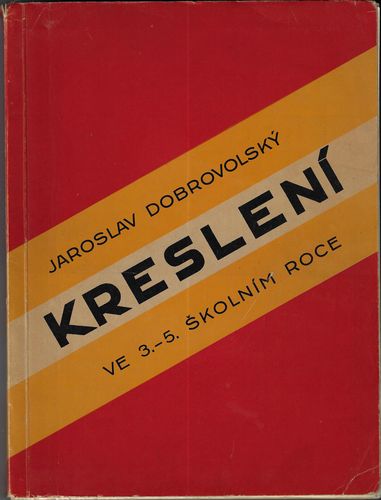 JAROSLAV DOBROVOLSKÝ
KRESLENÍ
VE 3.-5. ŠKOLNÍM ROCE